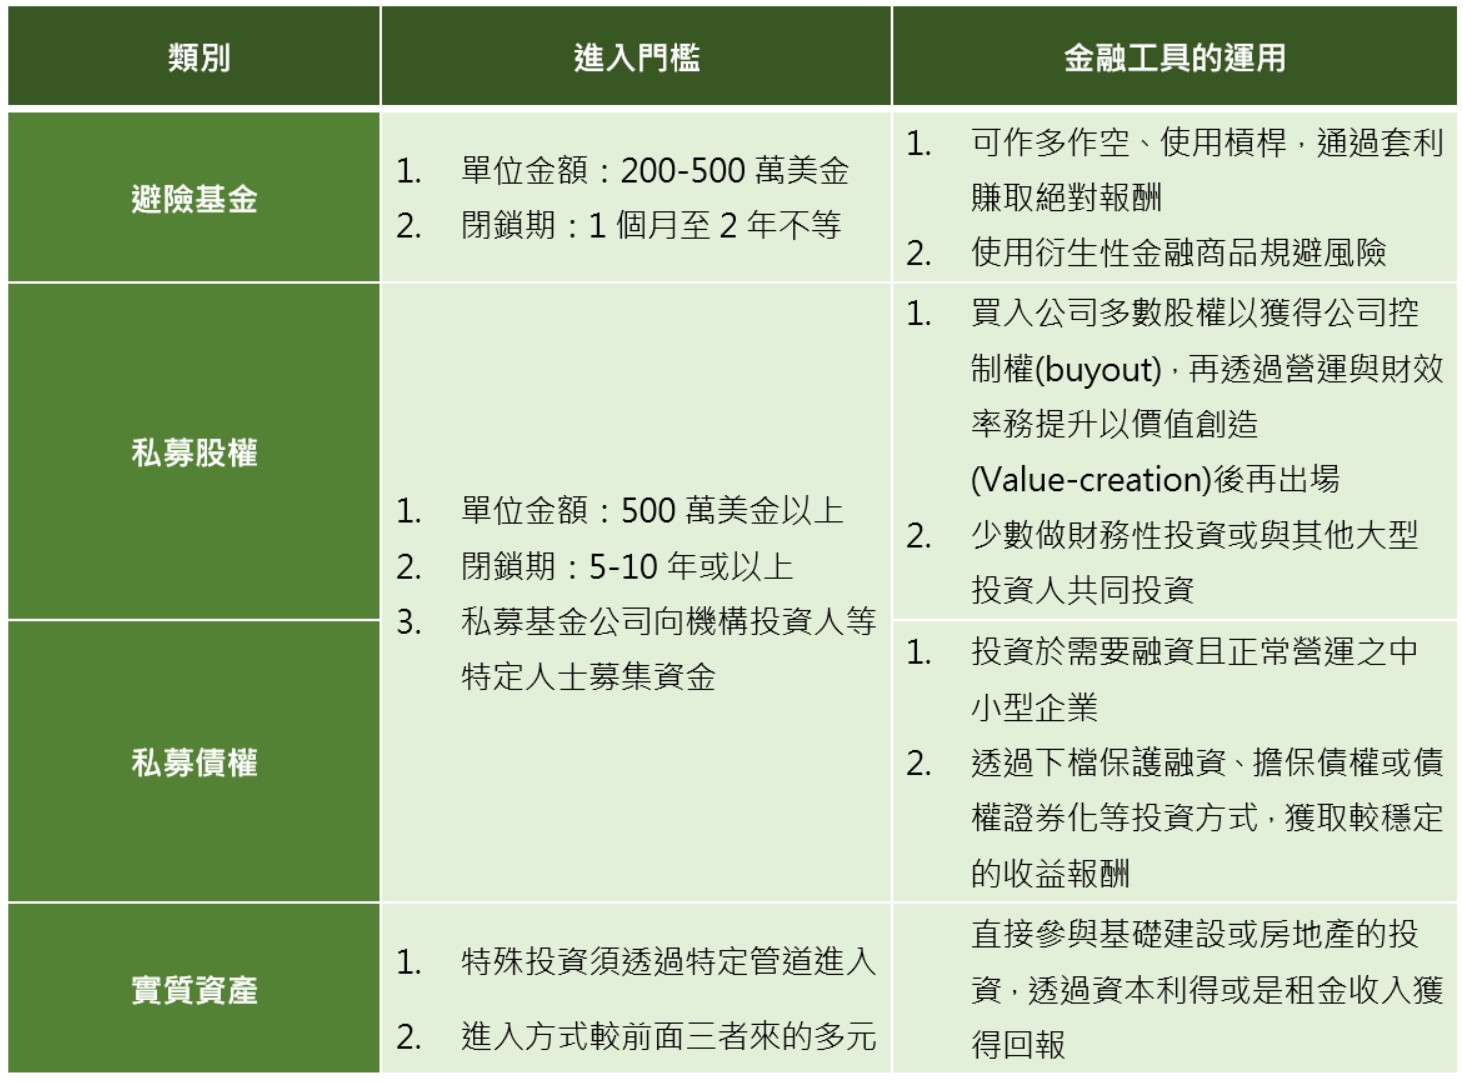 類別
進入門檻
金融工具的運用
避險基金
1. 單位金額：200-500 萬美金
2. 閉鎖期：1 個月至 2 年不等
1. 可作多作空、使用槓桿，通過套利
賺取絕對報酬
2. 使用衍生性金融商品規避風險
私募股權
1. 單位金額：500 萬美金以上
2. 閉鎖期：5-10 年或以上
3. 私募基金公司向機構投資人等
特定人士募集資金
1. 買入公司多數股權以獲得公司控
制權(buyout)，再透過營運與財效
率務提升以價值創造
(Value-creation)後再出場
2. 少數做財務性投資或與其他大型
投資人共同投資
私募債權
1. 投資於需要融資且正常營運之中
小型企業
2. 透過下檔保護融資、擔保債權或債
權證券化等投資方式，獲取較穩定
的收益報酬
實質資產
1. 特殊投資須透過特定管道進入
2. 進入方式較前面三者來的多元
直接參與基礎建設或房地產的投
資，透過資本利得或是租金收入獲
得回報